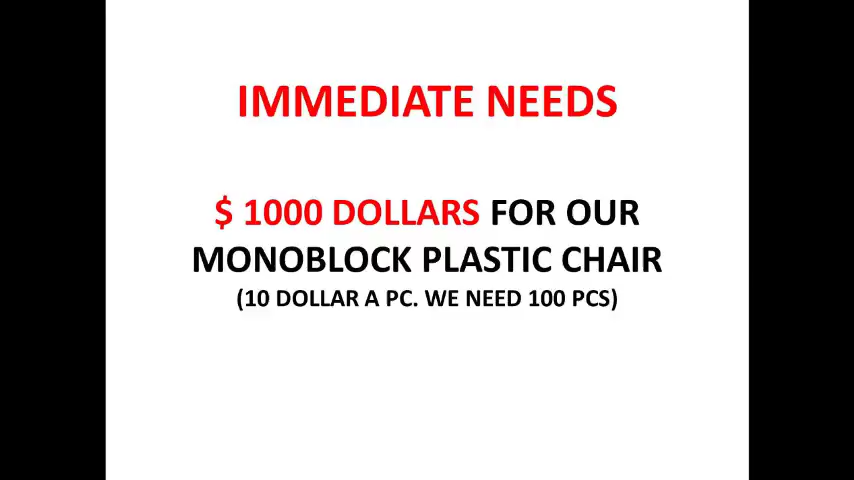 IMMEDIATE NEEDS
$ 1000 DOLLARS FOR OUR
MONOBLOCK PLASTIC CHAIR
(10 DOLLAR A PC. WE NEED 100 PCS)